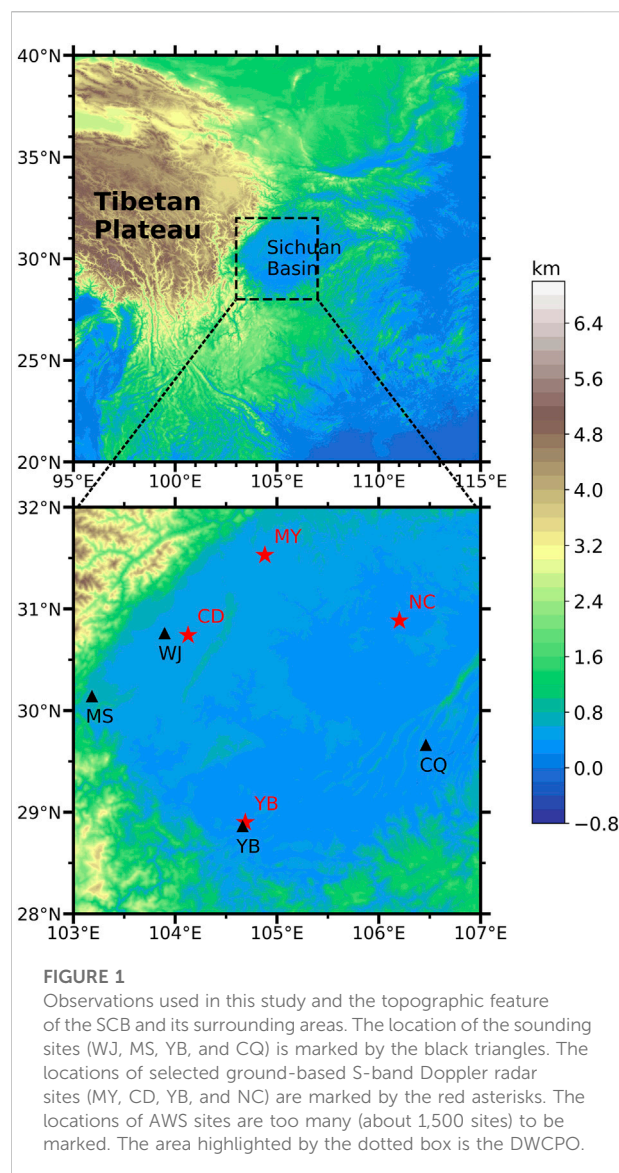 40°N
35°N
Tibetan
Plateau
30°N
Sichuan
Basin
25°N
20°N
95°E 100°E 105°E 110°E 115°E
km
6.4
5.6
4.8
4.0
3.2
2.4
1.6
0.8
0.0
−0.8
32°N
MY
31°N
CD
NC
WJ
30°N
MS
CQ
29°N
YB
YB
28°N
103°E 104°E 105°E 106°E 107°E
FIGURE 1
Observations used in this study and the topographic feature
of the SCB and its surrounding areas. The location of the sounding
sites (WJ, MS, YB, and CQ) is marked by the black triangles. The
locations of selected ground-based S-band Doppler radar
sites (MY, CD, YB, and NC) are marked by the red asterisks. The
locations of AWS sites are too many (about 1,500 sites) to be
marked. The area highlighted by the dotted box is the DWCPO.